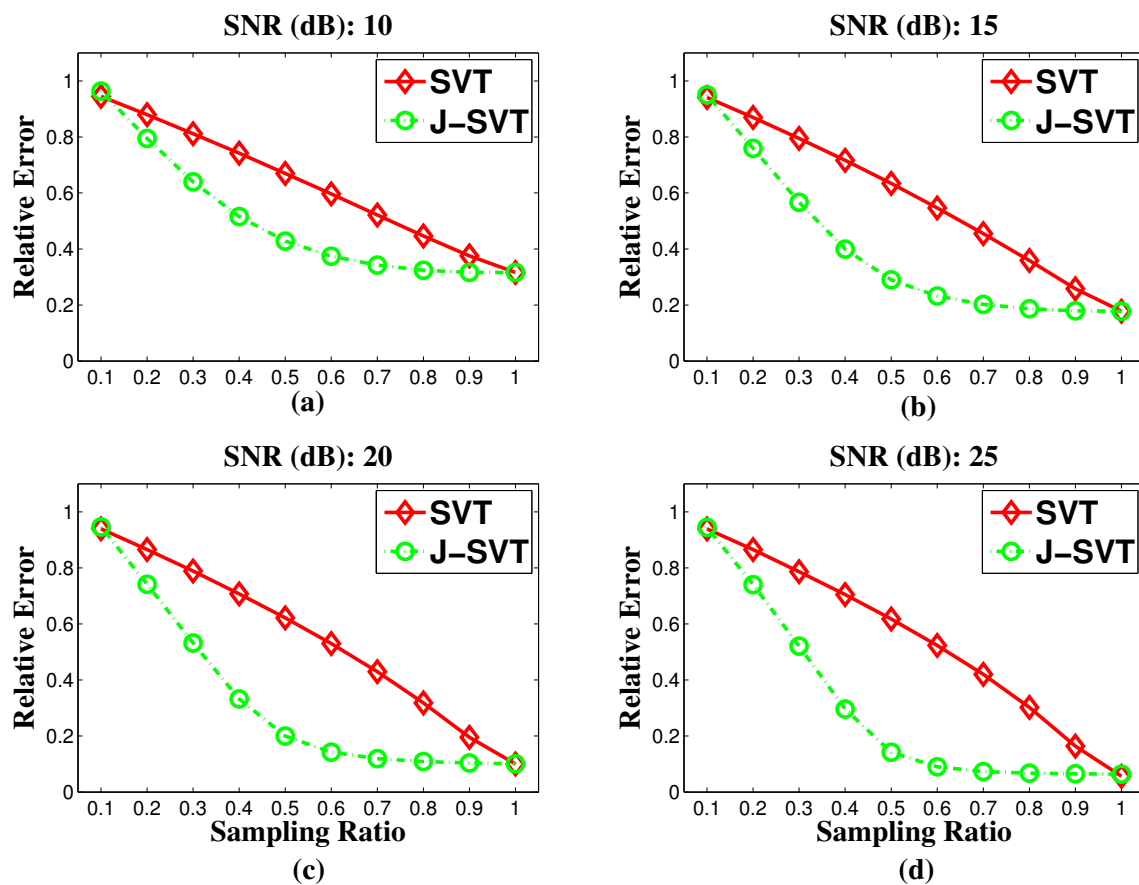 SNR (dB): 10
1
0.8
0.6
0.4
0.2
0
Relative Error
SVT
J-SVT
0.1 0.2 0.3 0.4 0.5 0.6 0.7 0.8 0.9 1
(a)
SNR (dB): 15
1
0.8
0.6
0.4
0.2
0
Relative Error
SVT
J-SVT
0.1 0.2 0.3 0.4 0.5 0.6 0.7 0.8 0.9 1
(b)
SNR (dB): 20
1
0.8
0.6
0.4
0.2
0
Relative Error
SVT
J-SVT
0.1 0.2 0.3 0.4 0.5 0.6 0.7 0.8 0.9 1
Sampling Ratio
(c)
SNR (dB): 25
1
0.8
0.6
0.4
0.2
0
Relative Error
SVT
J-SVT
0.1 0.2 0.3 0.4 0.5 0.6 0.7 0.8 0.9 1
Sampling Ratio
(d)